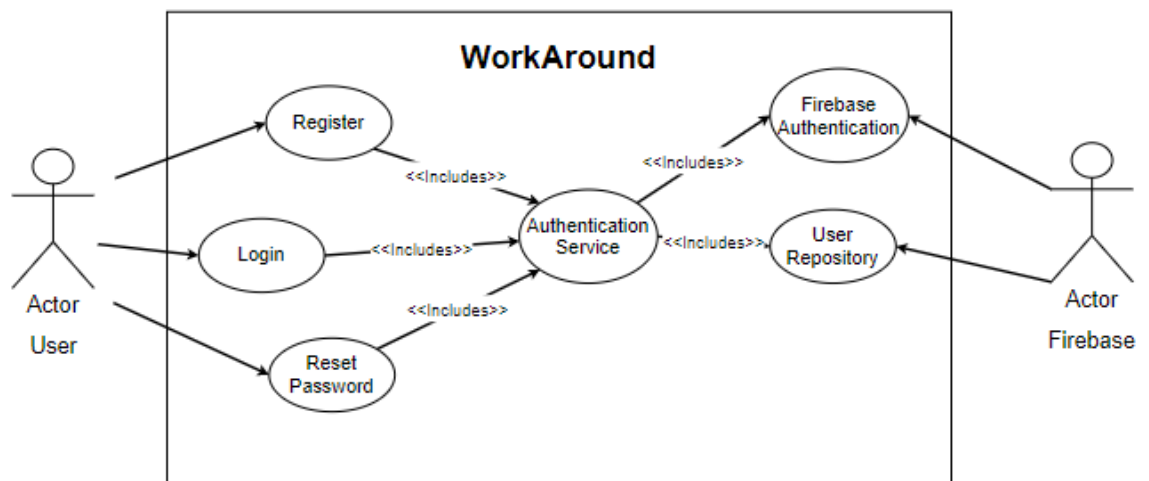 WorkAround
Register
Firebase
Authentication
<<Includes>>
<<Includes>>
Login
<<Includes>>
Authentication
Service
<<Includes>>
User
Repository
<<Includes>>
Reset
Password
Actor
User
Actor
Firebase